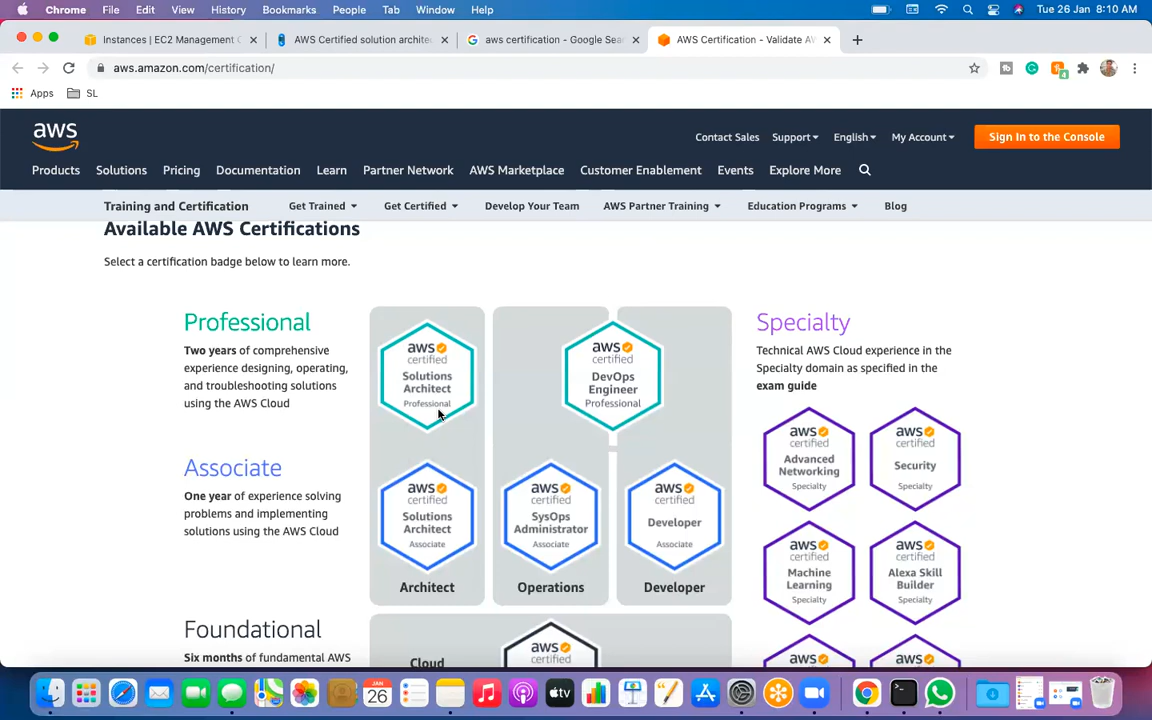 Chrome File Edit View History Bookmarks People Tab Window Help Tue 26 Jan 8:10 AM
Instances | EC2 Management C
AWS Certified solution archite
aws certification - Google Sea
AWS Certification - Validate AW
aws.amazon.com/certification/
Apps SL
aws
Contact Sales Support English My Account Sign In to the Console
Products Solutions Pricing Documentation Learn Partner Network AWS Marketplace Customer Enablement Events Explore More
Training and Certification Get Trained Get Certified Develop Your Team AWS Partner Training Education Programs Blog
Available AWS Certifications
Select a certification badge below to learn more.
Professional
Two years of comprehensive
experience designing, operating,
and troubleshooting solutions
using the AWS Cloud
aws
certified
Solutions
Architect
Professional
aws
certified
DevOps
Engineer
Professional
Associate
One year of experience solving
problems and implementing
solutions using the AWS Cloud
aws
certified
Solutions
Architect
Associate
Architect
aws
certified
SysOps
Administrator
Associate
Operations
aws
certified
Developer
Associate
Developer
Specialty
Technical AWS Cloud experience in the
Specialty domain as specified in the
exam guide
aws
certified
Advanced
Networking
Specialty
aws
certified
Security
Specialty
aws
certified
Machine
Learning
Specialty
aws
certified
Alexa Skill
Builder
Specialty
aws
aws
Foundational
Six months of fundamental AWS
Cloud
aws
certified
JAN
26
tv